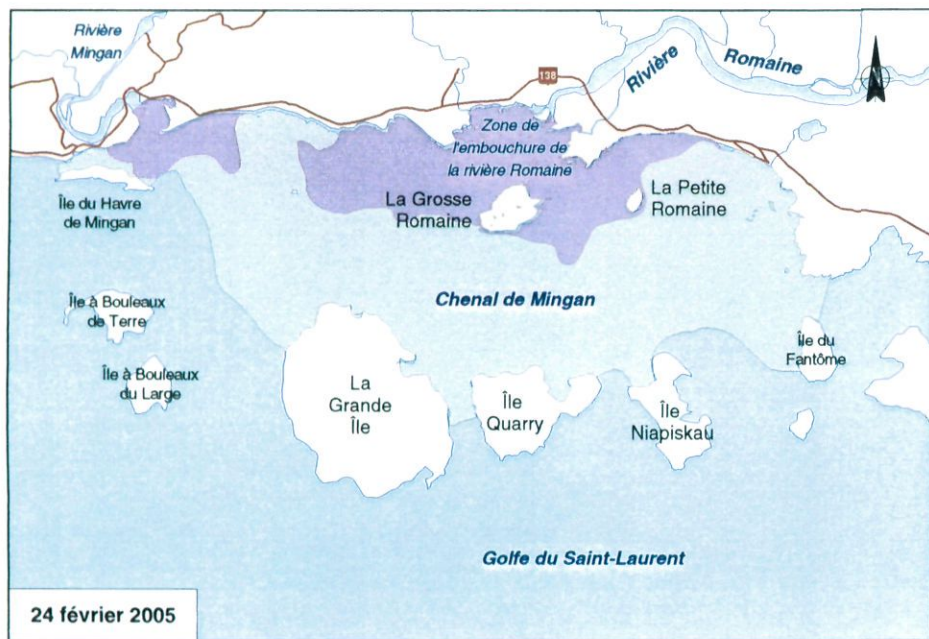 Rivière
Mingan
138
Rivière
Romaine
N
Zone de
l'embouchure de
la rivière Romaine
La Grosse
Romaine
La Petite
Romaine
Île du Havre
de Mingan
Chenal de Mingan
Île à Bouleaux
de Terre
Île à Bouleaux
du Large
La
Grande
Île
Île
Quarry
Île
Niapiskau
Île du
Fantôme
Golfe du Saint-Laurent
24 février 2005